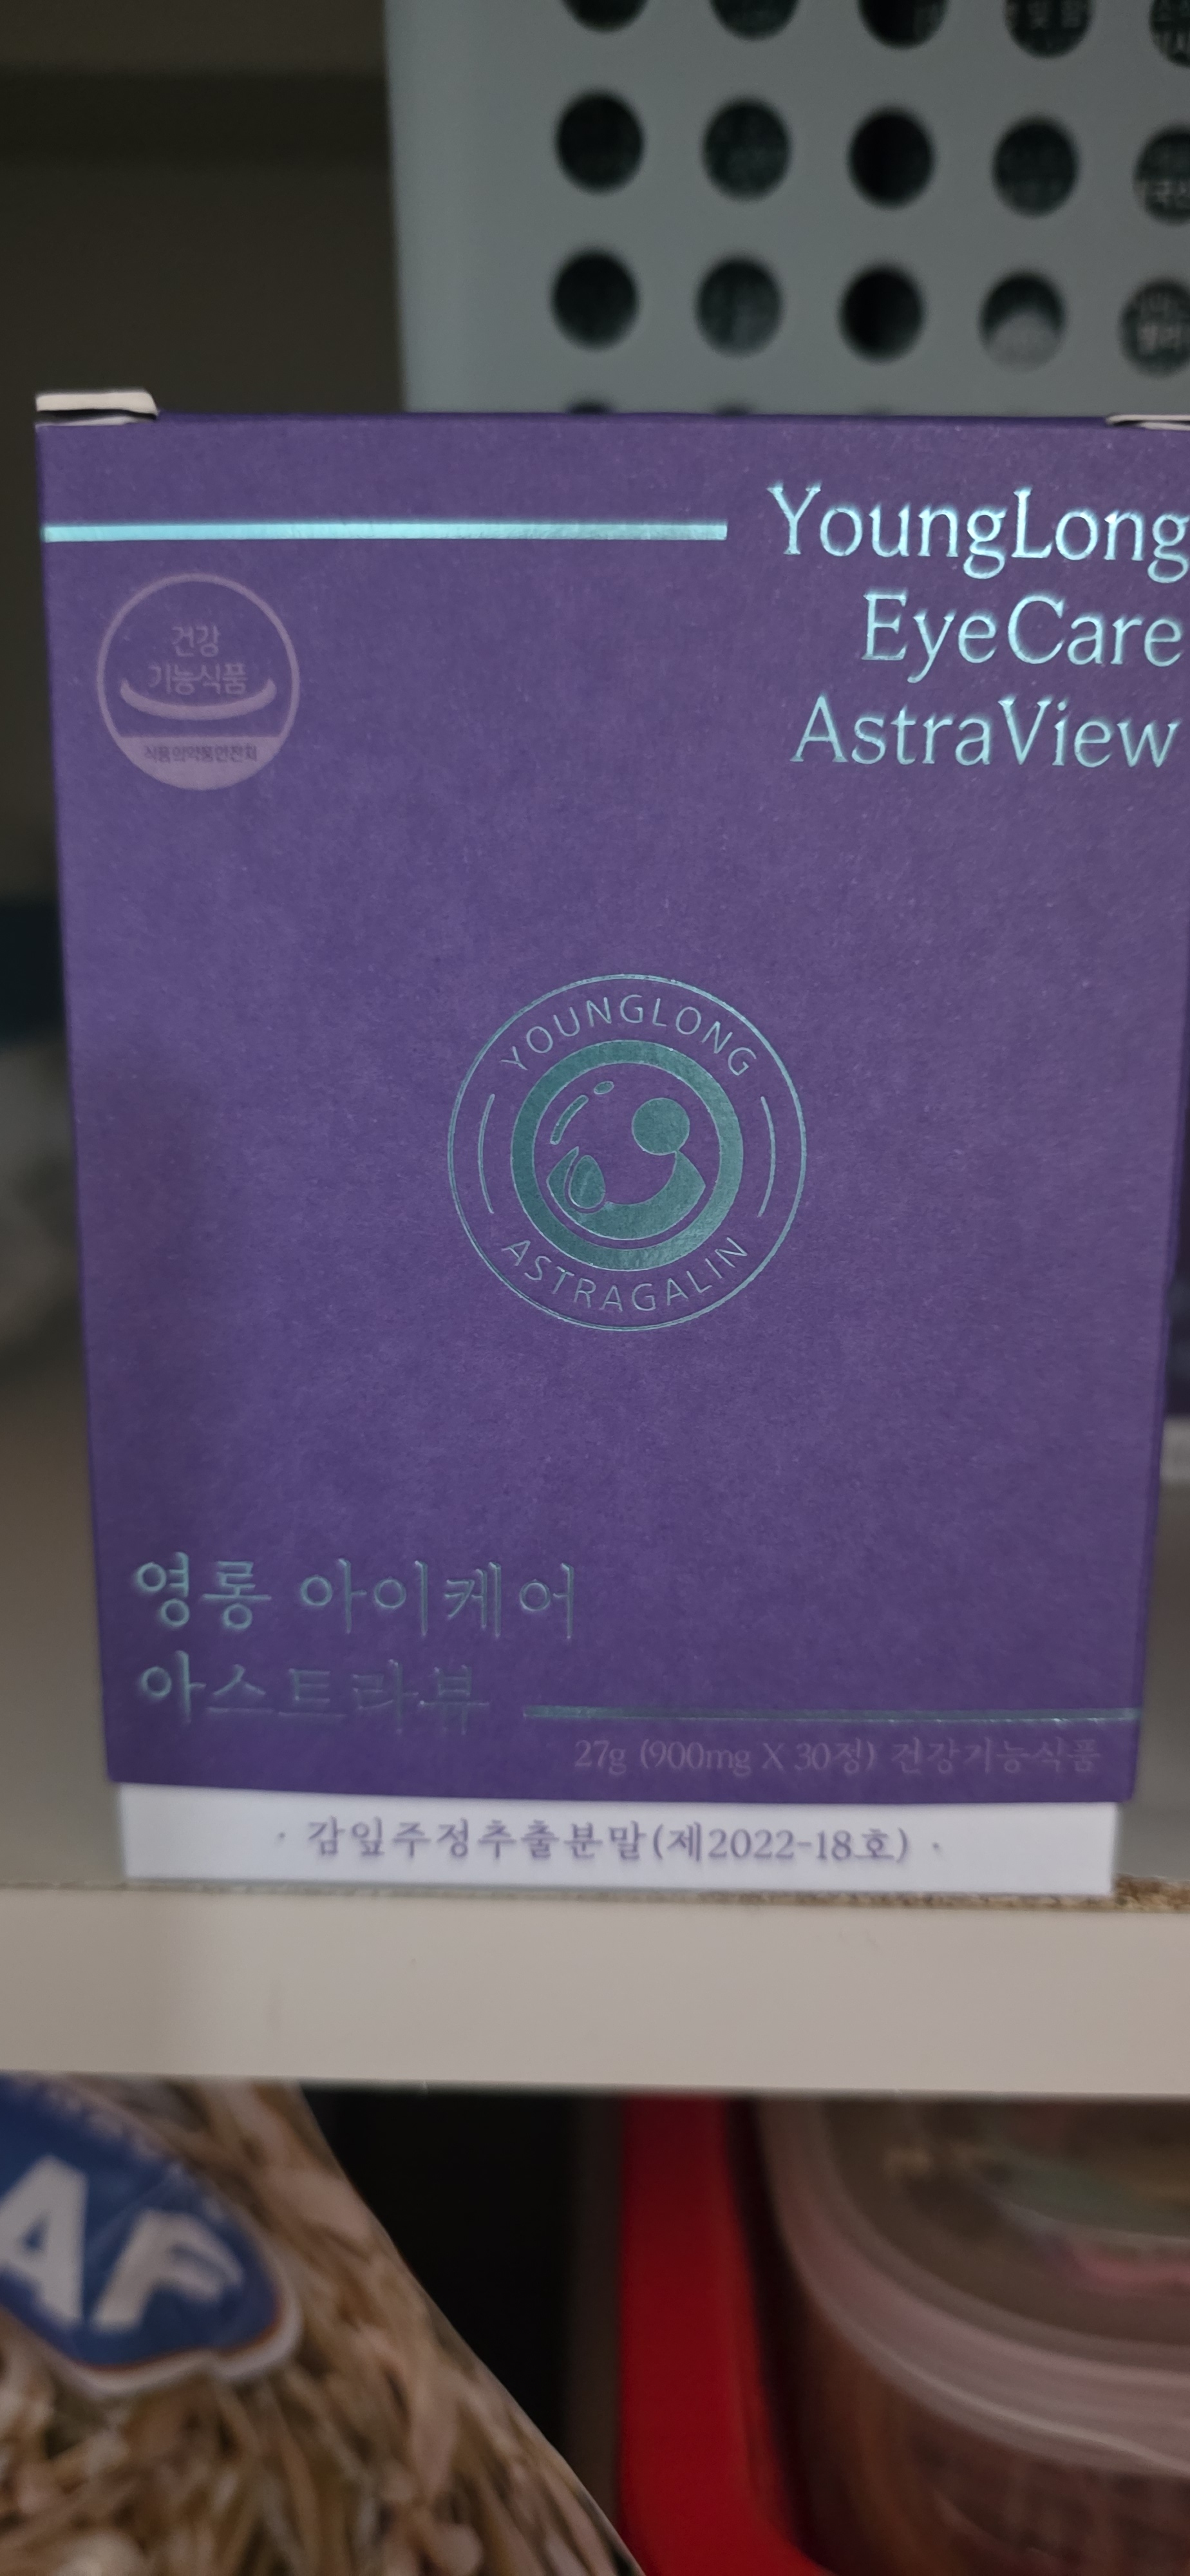 YoungLong
EyeCare
AstraView
건강
기능식품
식품의약품안전처
YOUNGLONG
ASTRAGALIN
영롱 아이케어
아스트라뷰
27g (900mg X 30정) 건강기능식품
· 감잎주정추출분말(제2022-18호) ·
AF